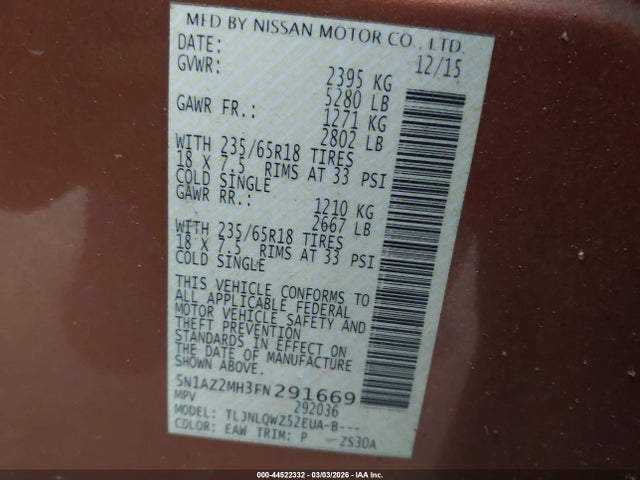 MFD BY NISSAN MOTOR CO., LTD.
DATE: 12/15
GVWR: 2395 KG
5280 LB
GAWR FR.: 1271 KG
2802 LB
WITH 235/65R18 TIRES
18 X 7.5 RIMS AT 33 PSI
COLD SINGLE
GAWR RR.: 1210 KG
2667 LB
WITH 235/65R18 TIRES
18 X 7.5 RIMS AT 33 PSI
COLD SINGLE
THIS VEHICLE CONFORMS TO
ALL APPLICABLE FEDERAL
MOTOR VEHICLE SAFETY AND
THEFT PREVENTION
STANDARDS IN EFFECT ON
THE DATE OF MANUFACTURE
SHOWN ABOVE.
5N1AZ2MH3FN291669
MPV 292036
MODEL: TLJNLQWZ52EUA-B---
COLOR: EAW TRIM: P -2S30A
000-44522332 - 03/03/2026 - IAA Inc.